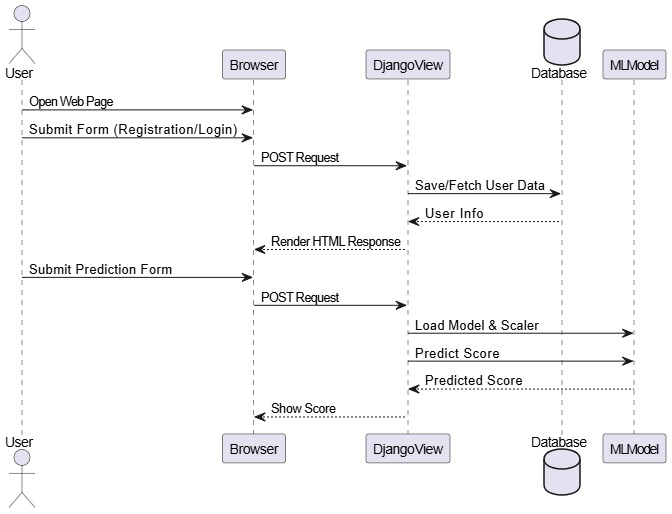 User
Browser
DjangoView
Database
MLModel
Open Web Page
Submit Form (Registration/Login)
POST Request
Save/Fetch User Data
User Info
Render HTML Response
Submit Prediction Form
POST Request
Load Model & Scaler
Predict Score
Predicted Score
Show Score
User
Browser
DjangoView
Database
MLModel